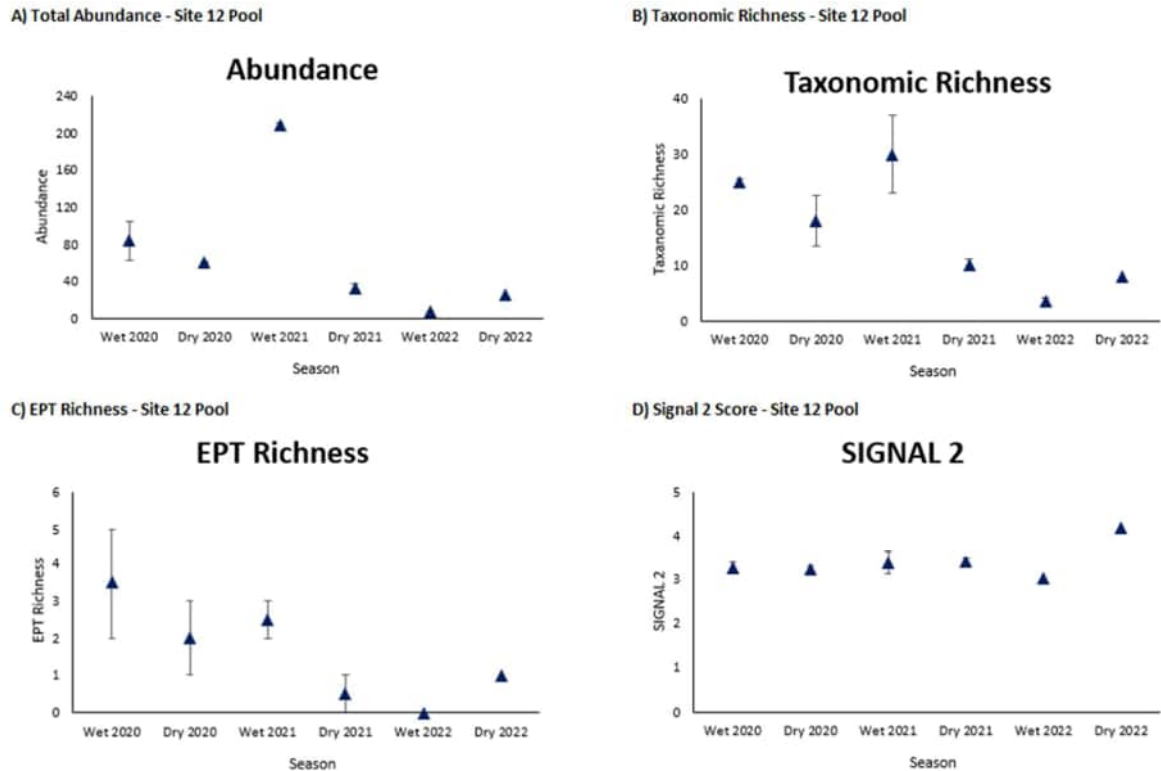 A) Total Abundance - Site 12 Pool
Abundance
240
200
160
120
80
40
0
Abundance
Wet 2020 Dry 2020 Wet 2021 Dry 2021 Wet 2022 Dry 2022
Season
B) Taxonomic Richness - Site 12 Pool
Taxonomic Richness
40
30
20
10
0
Taxanomic Richness
Wet 2020 Dry 2020 Wet 2021 Dry 2021 Wet 2022 Dry 2022
Season
C) EPT Richness - Site 12 Pool
EPT Richness
6
5
4
3
2
1
0
EPT Richness
Wet 2020 Dry 2020 Wet 2021 Dry 2021 Wet 2022 Dry 2022
Season
D) Signal 2 Score - Site 12 Pool
SIGNAL 2
5
4
3
2
1
0
SIGNAL 2
Wet 2020 Dry 2020 Wet 2021 Dry 2021 Wet 2022 Dry 2022
Season